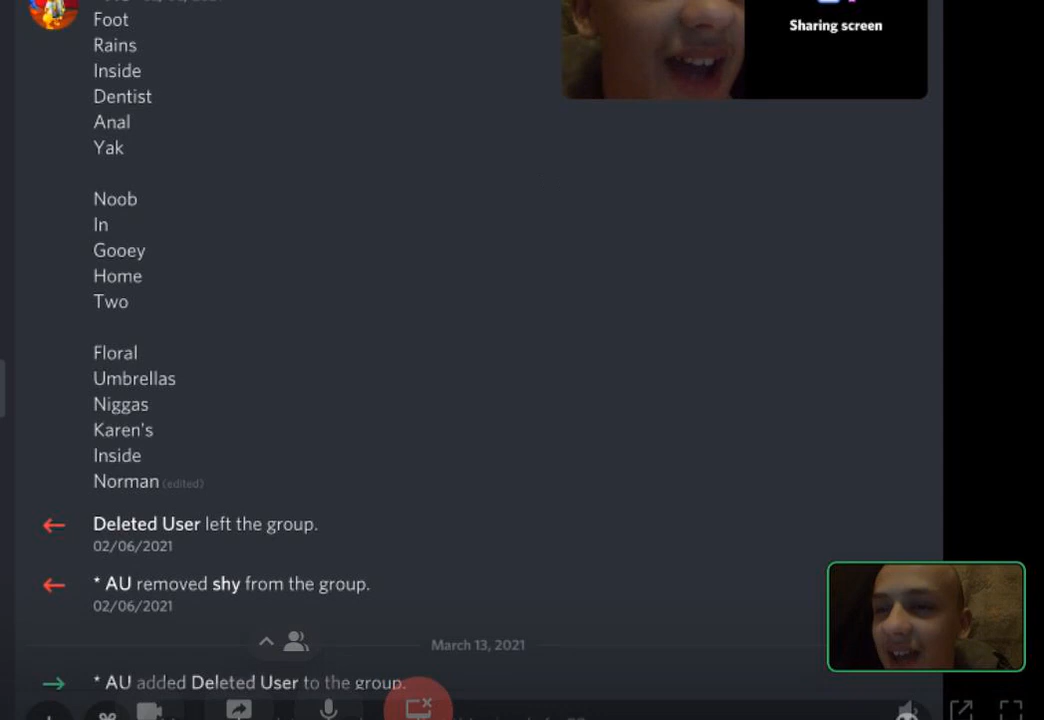 Sharing screen
Foot
Rains
Inside
Dentist
Anal
Yak
Noob
In
Gooey
Home
Two
Floral
Umbrellas
Niggas
Karen's
Inside
Norman (edited)
Deleted User left the group.
02/06/2021
* AU removed shy from the group.
02/06/2021
March 13, 2021
* AU added Deleted User to the group.